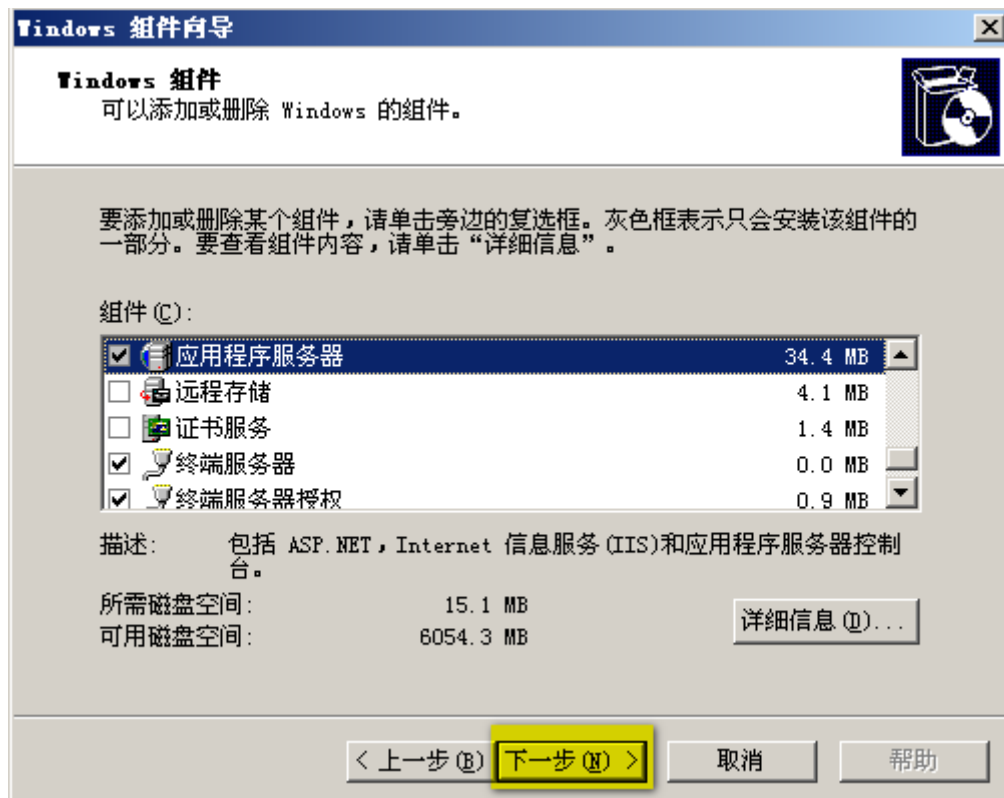 Windows 组件向导
Windows 组件
可以添加或删除 Windows 的组件。
要添加或删除某个组件，请单击旁边的复选框。灰色框表示只会安装该组件的
一部分。要查看组件内容，请单击“详细信息”。
组件(C):
应用程序服务器 34.4 MB
远程存储 4.1 MB
证书服务 1.4 MB
终端服务器 0.0 MB
终端服务器授权 0.9 MB
描述: 包括 ASP.NET，Internet 信息服务(IIS)和应用程序服务器控制
台。
所需磁盘空间: 15.1 MB
可用磁盘空间: 6054.3 MB
详细信息(D)...
< 上一步(B) 下一步(N) > 取消 帮助